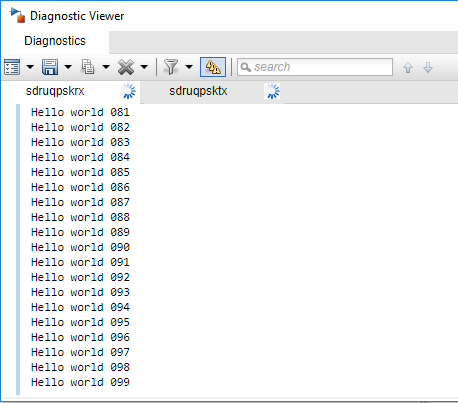 Diagnostic Viewer
Diagnostics
search
sdruqpskrx sdruqpsktx
Hello world 081
Hello world 082
Hello world 083
Hello world 084
Hello world 085
Hello world 086
Hello world 087
Hello world 088
Hello world 089
Hello world 090
Hello world 091
Hello world 092
Hello world 093
Hello world 094
Hello world 095
Hello world 096
Hello world 097
Hello world 098
Hello world 099